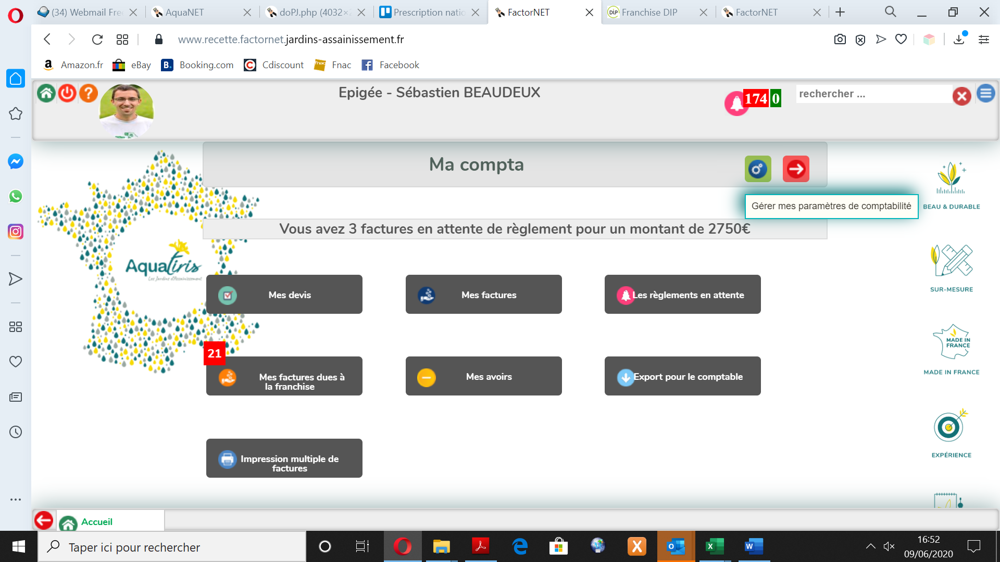 (34) Webmail Free
AquaNET
doPJ.php (4032×2
Prescription natio
FactorNET
Franchise DIP
FactorNET
www.recette.factornet.jardins-assainissement.fr
Amazon.fr
eBay
Booking.com
Cdiscount
Fnac
Facebook
Epigée - Sébastien BEAUDEUX
174 0
rechercher ...
Ma compta
Gérer mes paramètres de comptabilité
BEAU & DURABLE
Vous avez 3 factures en attente de règlement pour un montant de 2750€
Aquatiris
Les Jardins d'Assainissement
SUR-MESURE
Mes devis
Mes factures
Les règlements en attente
MADE IN
FRANCE
MADE IN FRANCE
21
Mes factures dues à
la franchise
Mes avoirs
Export pour le comptable
EXPÉRIENCE
Impression multiple de
factures
Accueil
Taper ici pour rechercher
16:52
09/06/2020